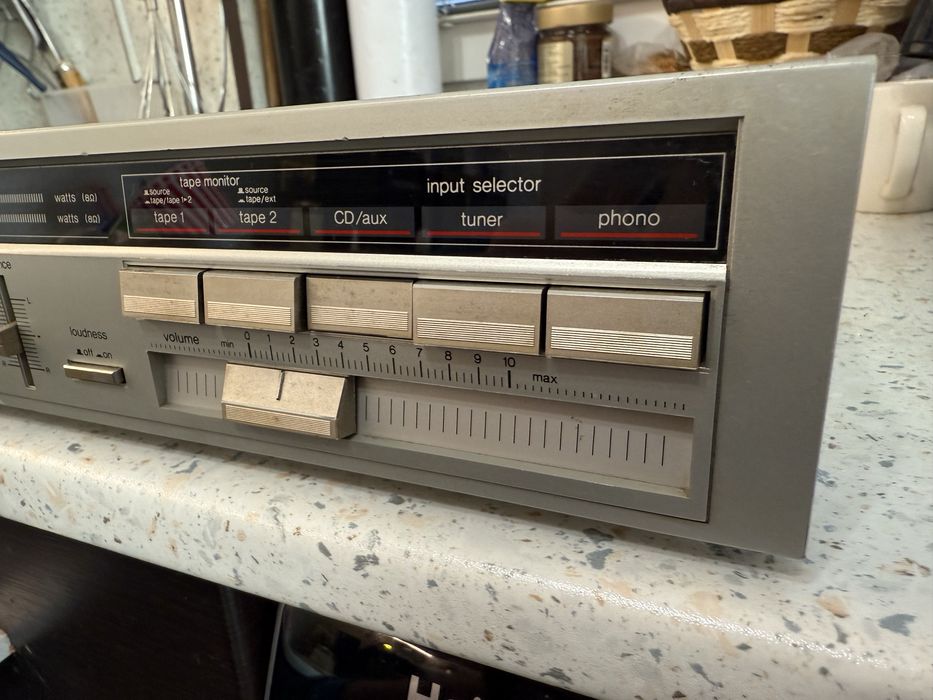 watts (8Ω)
watts (8Ω)
tape monitor
source
tape/tape 1▸2
source
tape/ext
input selector
tape 1
tape 2
CD/aux
tuner
phono
loudness
off on
L
R
volume
min 0 1 2 3 4 5 6 7 8 9 10 max